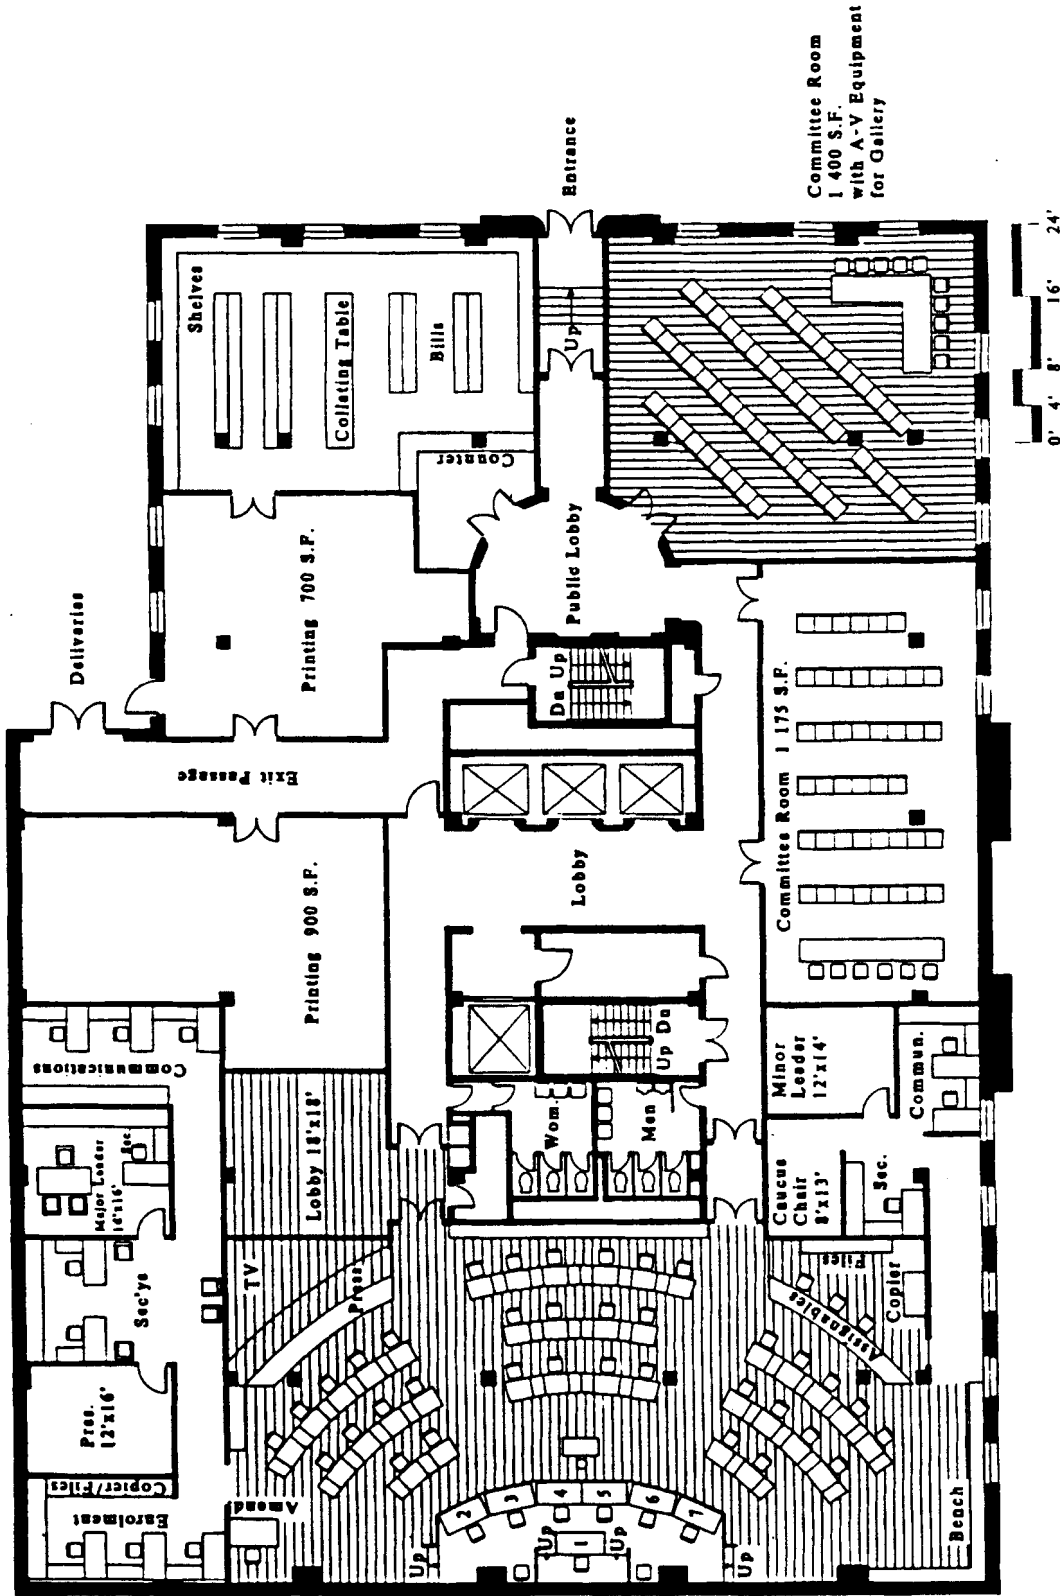 Committee Room
1 400 S.F.
with A-V Equipment
for Gallery
Entrance
Deliveries
Shelves
Collating Table
Bills
Counter
Up
Public Lobby
Printing 700 S.F.
Dn Up
Exit Passage
Lobby
Printing 900 S.F.
Committee Room 1 175 S.F.
Communications
Major Leader
14'x16'
Sec
Lobby 18'x18'
Wom.
Men
Up Dn
Minor
Leader
12'x14'
Commun.
Caucus
Chair
8'x13'
Sec.
Files
Copier
Assignables
TV
Press
Sec'ys
Pres.
12'x16'
Copier/Files
Enrolment
Amend
Up
2
3
4
5
6
7
Up
1
Up
Up
Bench
0' 4' 8' 16' 24'